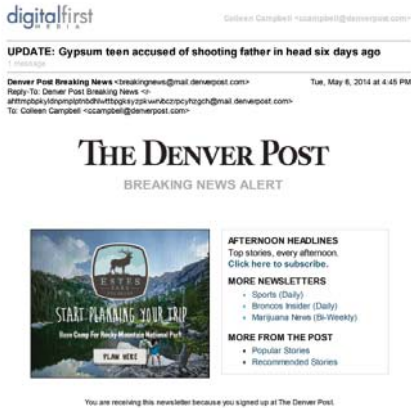 digitalfirst
MEDIA
Colleen Campbell <ccampbell@denverpost.com>
UPDATE: Gypsum teen accused of shooting father in head six days ago
1 message
Denver Post Breaking News <breakingnews@mail.denverpost.com>
Tue, May 6, 2014 at 4:45 PM
Reply-To: Denver Post Breaking News <r-
To: Colleen Campbell <ccampbell@denverpost.com>
THE DENVER POST
BREAKING NEWS ALERT
ESTES
PARK
START PLANNING YOUR TRIP
Base Camp For Rocky Mountain National Park
PLAN HERE
AFTERNOON HEADLINES
Top stories, every afternoon.
Click here to subscribe.
MORE NEWSLETTERS
• Sports (Daily)
• Broncos Insider (Daily)
• Marijuana News (Bi-Weekly)
MORE FROM THE POST
• Popular Stories
• Recommended Stories
You are receiving this newsletter because you signed up at The Denver Post.